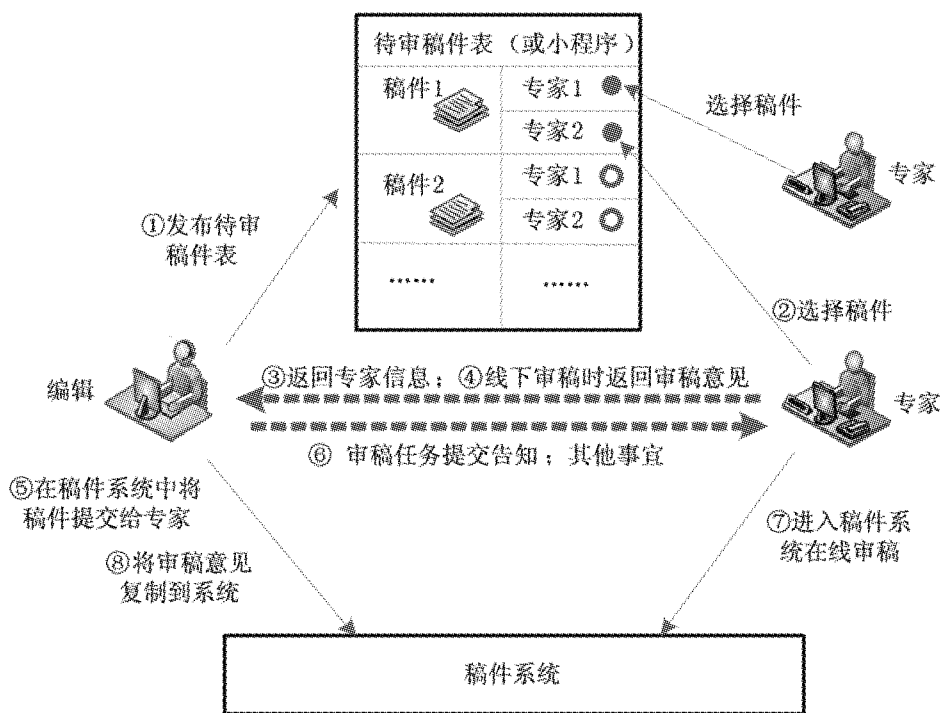 待审稿件表（或小程序）
稿件1
专家1
专家2
选择稿件
专家
稿件2
专家1
专家2
①发布待审
稿件表
……
……
②选择稿件
编辑
③返回专家信息；④线下审稿时返回审稿意见
专家
⑥ 审稿任务提交告知；其他事宜
⑤在稿件系统中将
稿件提交给专家
⑦进入稿件系
统在线审稿
⑧将审稿意见
复制到系统
稿件系统